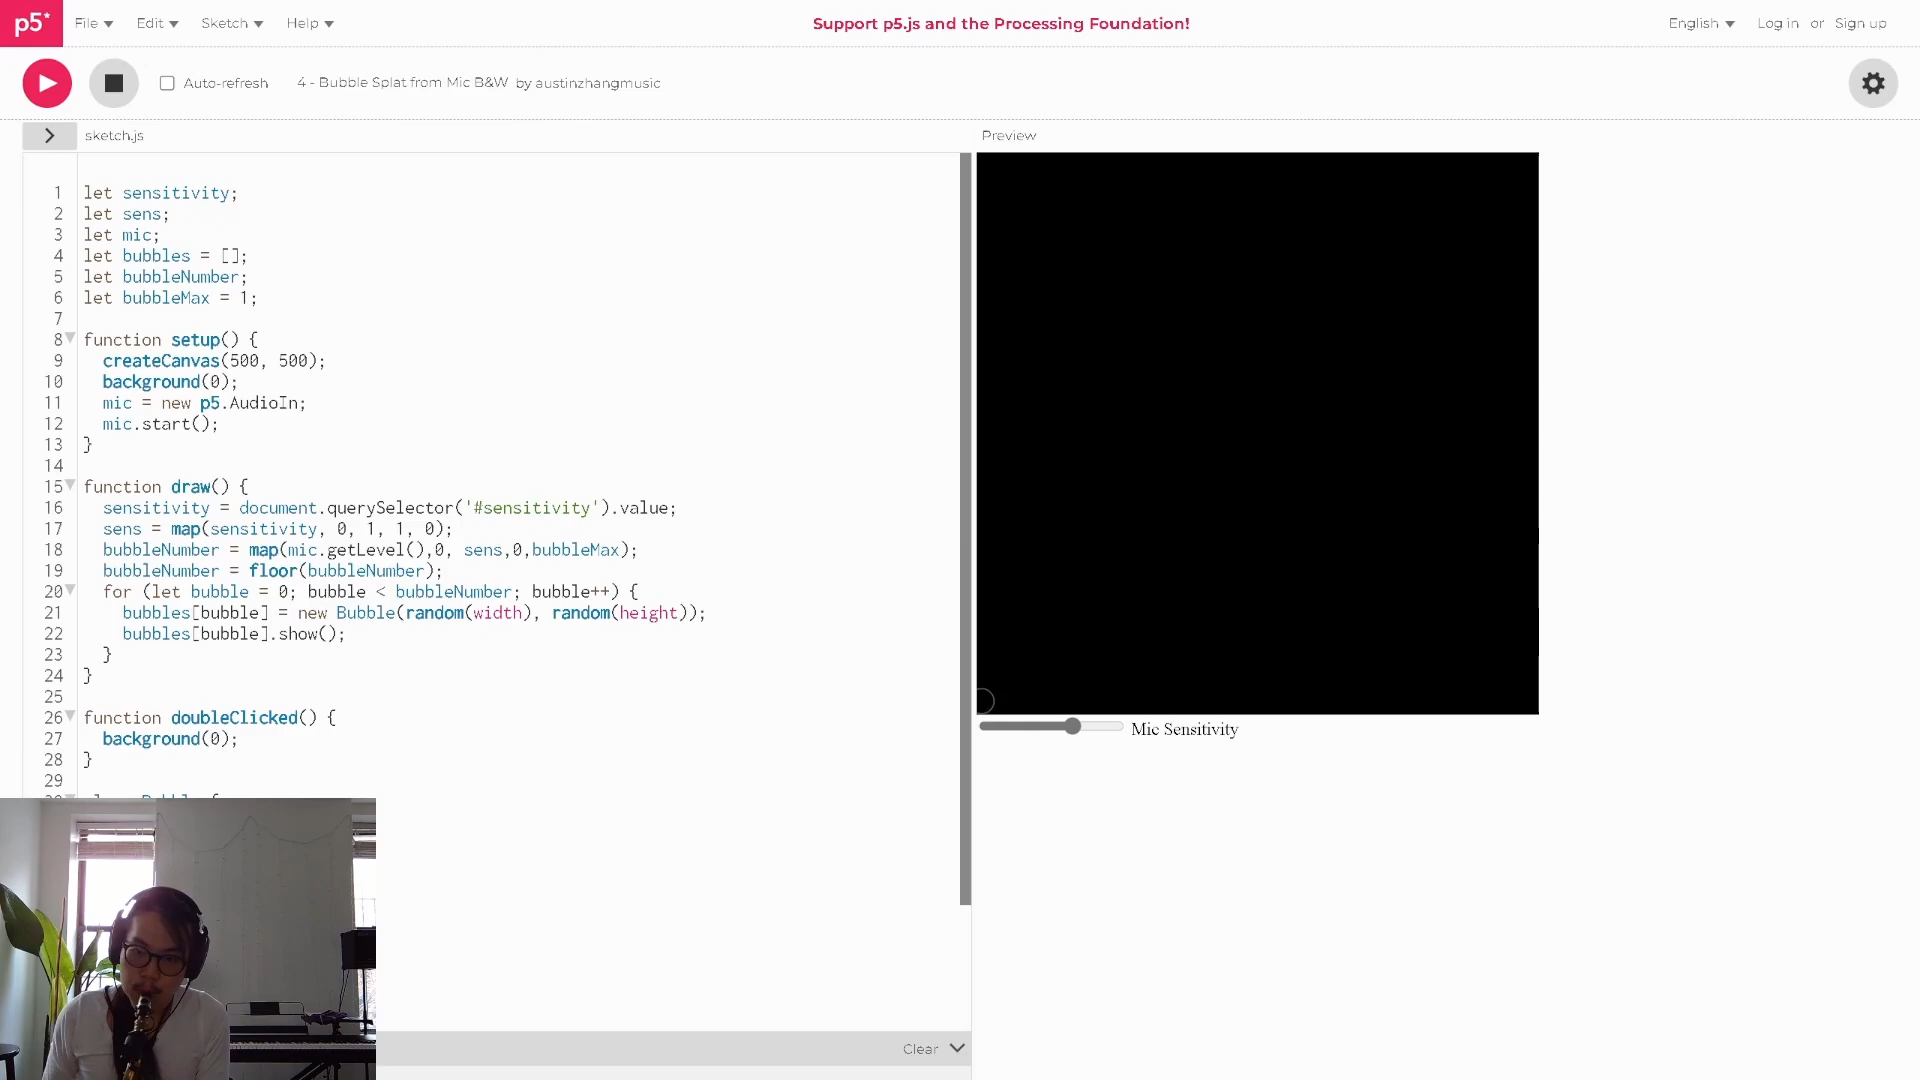 p5*
File Edit Sketch Help Support p5.js and the Processing Foundation! English Log in or Sign up
Auto-refresh 4 - Bubble Splat from Mic B&W by austinzhangmusic
sketch.js Preview
1 let sensitivity;
2 let sens;
3 let mic;
4 let bubbles = [];
5 let bubbleNumber;
6 let bubbleMax = 1;
7
8 function setup() {
9 createCanvas(500, 500);
10 background(0);
11 mic = new p5.AudioIn;
12 mic.start();
13 }
14
15 function draw() {
16 sensitivity = document.querySelector('#sensitivity').value;
17 sens = map(sensitivity, 0, 1, 1, 0);
18 bubbleNumber = map(mic.getLevel(),0, sens,0,bubbleMax);
19 bubbleNumber = floor(bubbleNumber);
20 for (let bubble = 0; bubble < bubbleNumber; bubble++) {
21 bubbles[bubble] = new Bubble(random(width), random(height));
22 bubbles[bubble].show();
23 }
24 }
25
26 function doubleClicked() {
27 background(0);
28 }
29
Mic Sensitivity
Clear